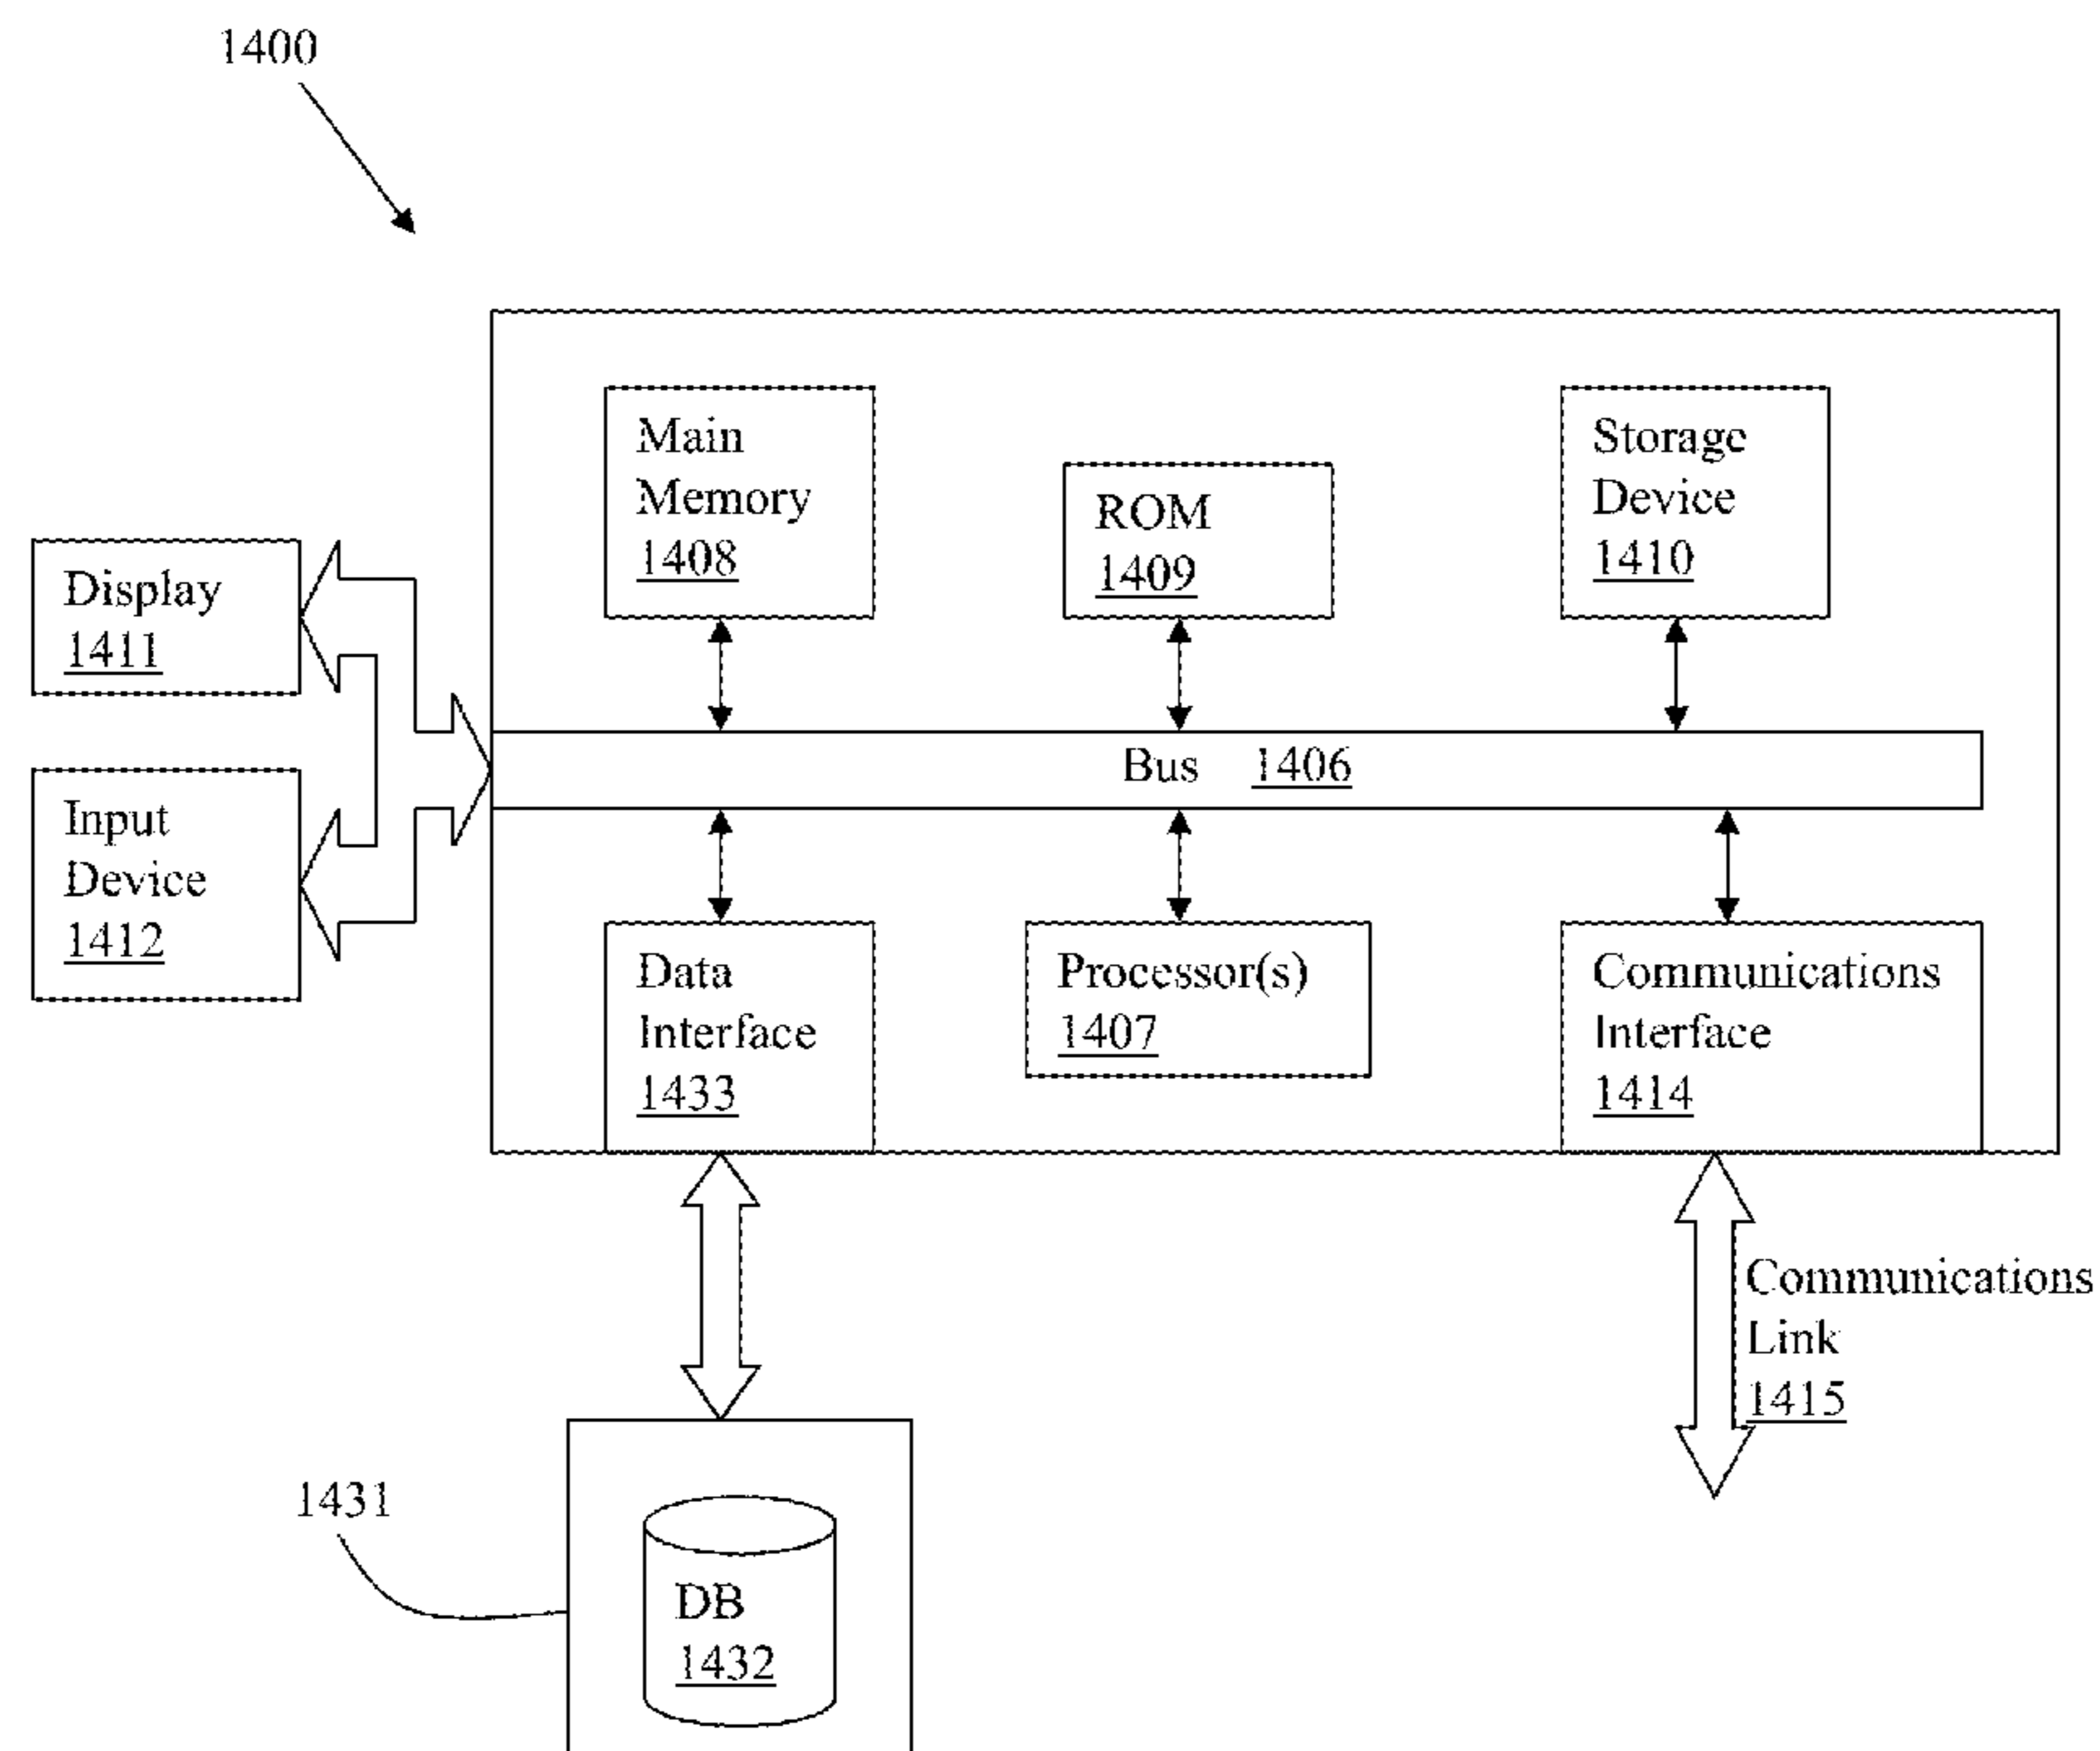 1400
Main
Memory
1408
ROM
1409
Storage
Device
1410
Display
1411
Bus 1406
Input
Device
1412
Data
Interface
1433
Processor(s)
1407
Communications
Interface
1414
Communications
Link
1415
1431
DB
1432